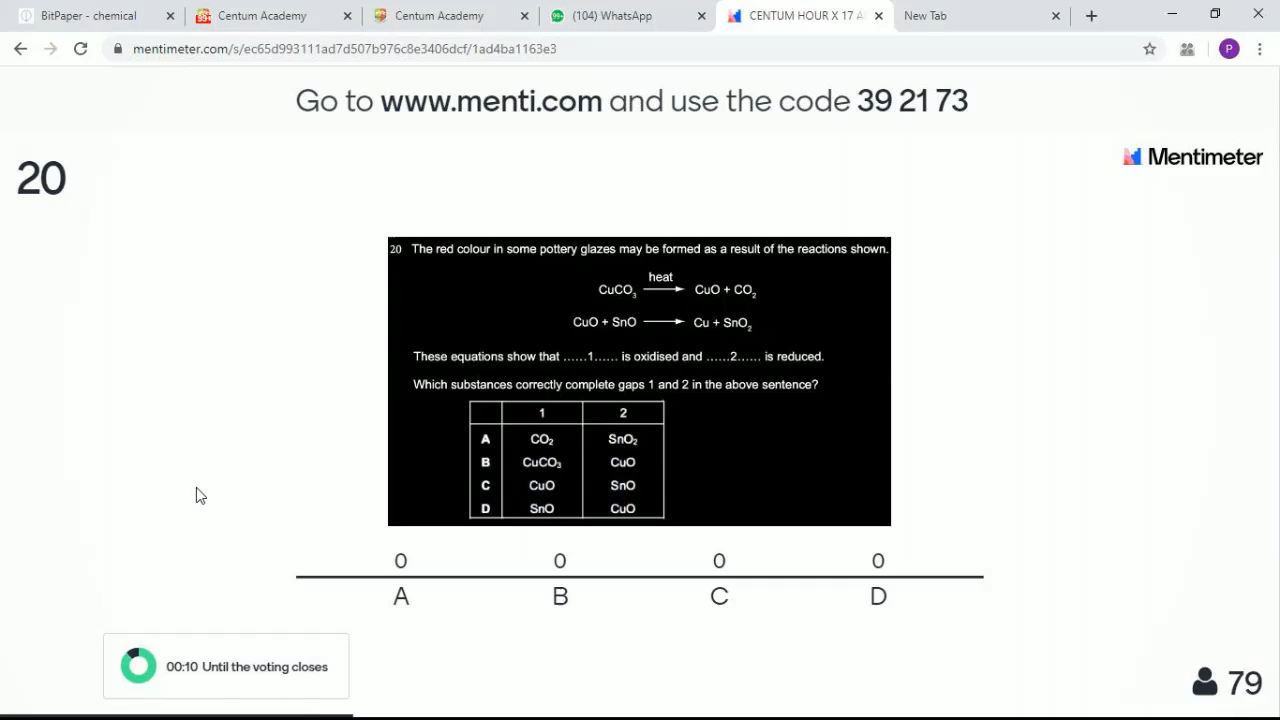 BitPaper - chemical
Centum Academy
Centum Academy
(104) WhatsApp
CENTUM HOUR X 17 A
New Tab
mentimeter.com/s/ec65d993111ad7d507b976c8e3406dcf/1ad4ba1163e3
P
Go to www.menti.com and use the code 39 21 73
Mentimeter
20
20 The red colour in some pottery glazes may be formed as a result of the reactions shown.
heat
CuCO₃ ⟶ CuO + CO₂
CuO + SnO ⟶ Cu + SnO₂
These equations show that ......1...... is oxidised and ......2...... is reduced.
Which substances correctly complete gaps 1 and 2 in the above sentence?
1 2
A CO₂ SnO₂
B CuCO₃ CuO
C CuO SnO
D SnO CuO
0 0 0 0
A B C D
00:10 Until the voting closes
79